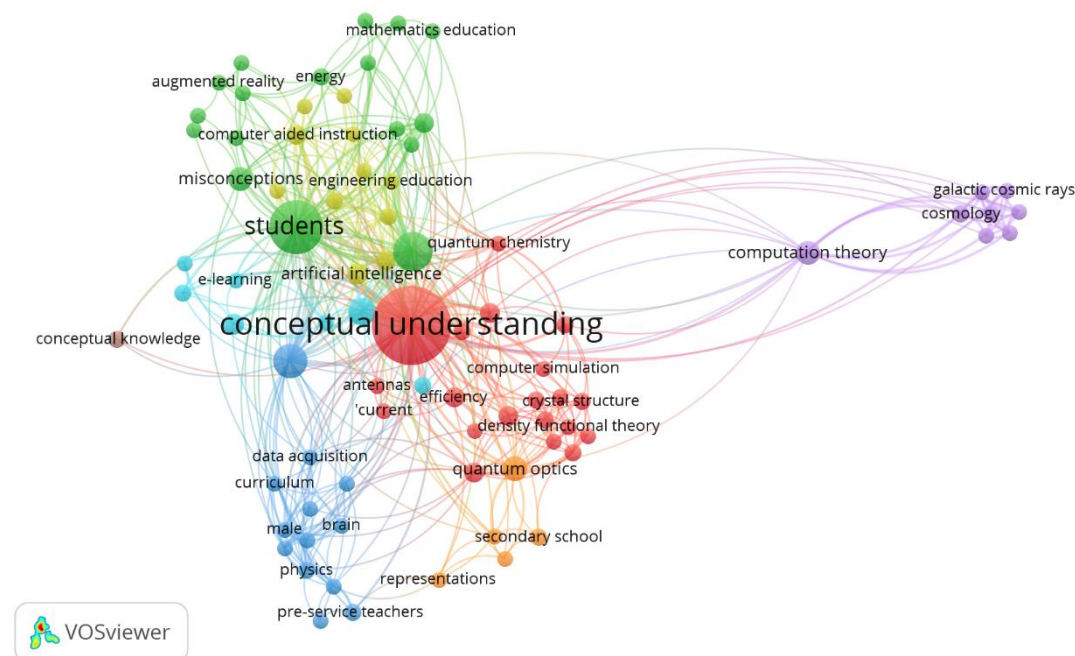 mathematics education
augmented reality
energy
computer aided instruction
misconceptions
engineering education
galactic cosmic rays
cosmology
students
quantum chemistry
computation theory
artificial intelligence
e-learning
conceptual understanding
conceptual knowledge
computer simulation
antennas
efficiency
crystal structure
'current
density functional theory
data acquisition
quantum optics
curriculum
male
brain
secondary school
physics
representations
pre-service teachers
VOSviewer